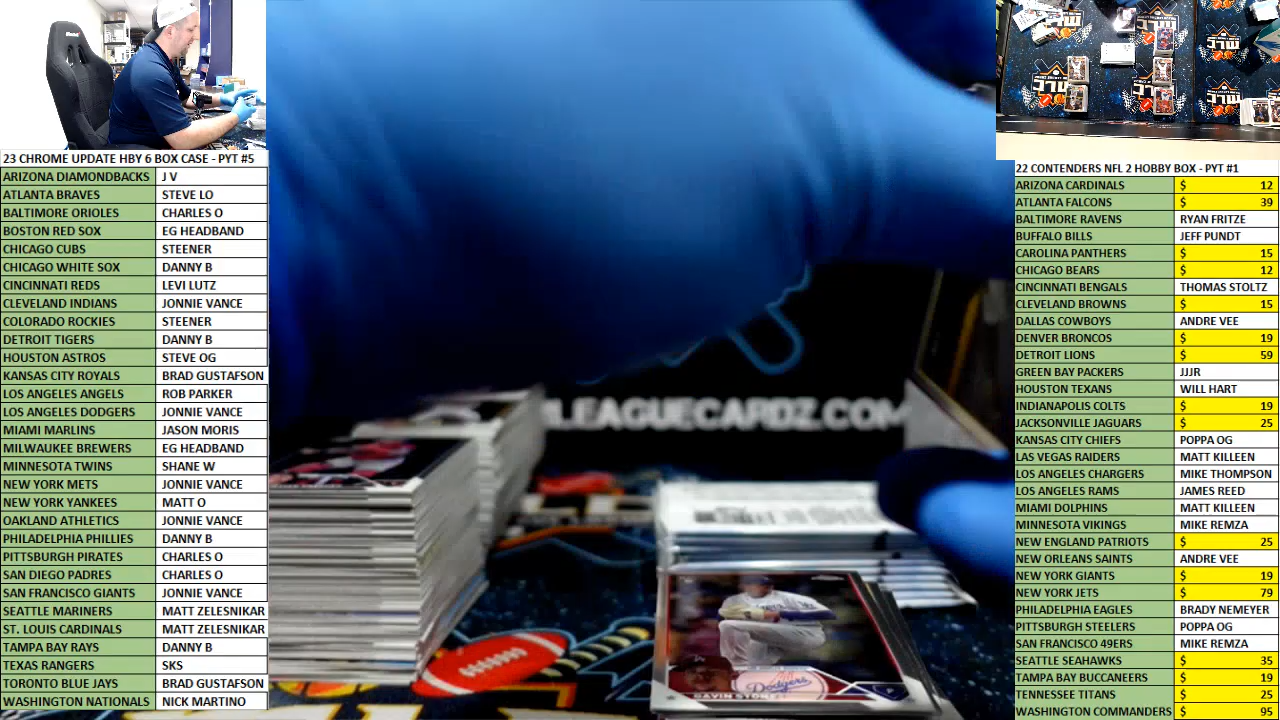 23 CHROME UPDATE HBY 6 BOX CASE - PYT #5
ARIZONA DIAMONDBACKS J V
ATLANTA BRAVES STEVE LO
BALTIMORE ORIOLES CHARLES O
BOSTON RED SOX EG HEADBAND
CHICAGO CUBS STEENER
CHICAGO WHITE SOX DANNY B
CINCINNATI REDS LEVI LUTZ
CLEVELAND INDIANS JONNIE VANCE
COLORADO ROCKIES STEENER
DETROIT TIGERS DANNY B
HOUSTON ASTROS STEVE OG
KANSAS CITY ROYALS BRAD GUSTAFSON
LOS ANGELES ANGELS ROB PARKER
LOS ANGELES DODGERS JONNIE VANCE
MIAMI MARLINS JASON MORIS
MILWAUKEE BREWERS EG HEADBAND
MINNESOTA TWINS SHANE W
NEW YORK METS JONNIE VANCE
NEW YORK YANKEES MATT O
OAKLAND ATHLETICS JONNIE VANCE
PHILADELPHIA PHILLIES DANNY B
PITTSBURGH PIRATES CHARLES O
SAN DIEGO PADRES CHARLES O
SAN FRANCISCO GIANTS JONNIE VANCE
SEATTLE MARINERS MATT ZELESNIKAR
ST. LOUIS CARDINALS MATT ZELESNIKAR
TAMPA BAY RAYS DANNY B
TEXAS RANGERS SKS
TORONTO BLUE JAYS BRAD GUSTAFSON
WASHINGTON NATIONALS NICK MARTINO
LEAGUECARDZ.COM
Dodgers
22 CONTENDERS NFL 2 HOBBY BOX - PYT #1
ARIZONA CARDINALS $ 12
ATLANTA FALCONS $ 39
BALTIMORE RAVENS RYAN FRITZE
BUFFALO BILLS JEFF PUNDT
CAROLINA PANTHERS $ 15
CHICAGO BEARS $ 12
CINCINNATI BENGALS THOMAS STOLTZ
CLEVELAND BROWNS $ 15
DALLAS COWBOYS ANDRE VEE
DENVER BRONCOS $ 19
DETROIT LIONS $ 59
GREEN BAY PACKERS JJJR
HOUSTON TEXANS WILL HART
INDIANAPOLIS COLTS $ 19
JACKSONVILLE JAGUARS $ 25
KANSAS CITY CHIEFS POPPA OG
LAS VEGAS RAIDERS MATT KILLEEN
LOS ANGELES CHARGERS MIKE THOMPSON
LOS ANGELES RAMS JAMES REED
MIAMI DOLPHINS MATT KILLEEN
MINNESOTA VIKINGS MIKE REMZA
NEW ENGLAND PATRIOTS $ 25
NEW ORLEANS SAINTS ANDRE VEE
NEW YORK GIANTS $ 19
NEW YORK JETS $ 79
PHILADELPHIA EAGLES BRADY NEMEYER
PITTSBURGH STEELERS POPPA OG
SAN FRANCISCO 49ERS MIKE REMZA
SEATTLE SEAHAWKS $ 35
TAMPA BAY BUCCANEERS $ 19
TENNESSEE TITANS $ 25
WASHINGTON COMMANDERS $ 95